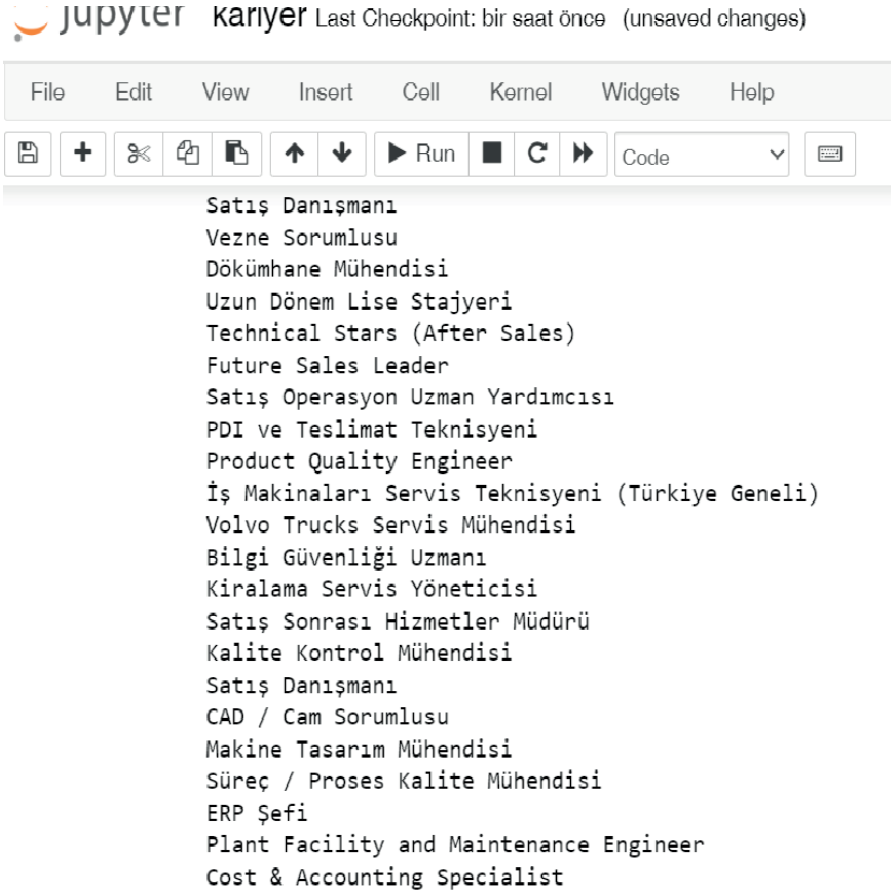 jupyter kariyer Last Checkpoint: bir saat önce (unsaved changes)
File Edit View Insert Cell Kernel Widgets Help
Run Code
Satış Danışmanı
Vezne Sorumlusu
Dökümhane Mühendisi
Uzun Dönem Lise Stajyeri
Technical Stars (After Sales)
Future Sales Leader
Satış Operasyon Uzman Yardımcısı
PDI ve Teslimat Teknisyeni
Product Quality Engineer
İş Makinaları Servis Teknisyeni (Türkiye Geneli)
Volvo Trucks Servis Mühendisi
Bilgi Güvenliği Uzmanı
Kiralama Servis Yöneticisi
Satış Sonrası Hizmetler Müdürü
Kalite Kontrol Mühendisi
Satış Danışmanı
CAD / Cam Sorumlusu
Makine Tasarım Mühendisi
Süreç / Proses Kalite Mühendisi
ERP Şefi
Plant Facility and Maintenance Engineer
Cost & Accounting Specialist